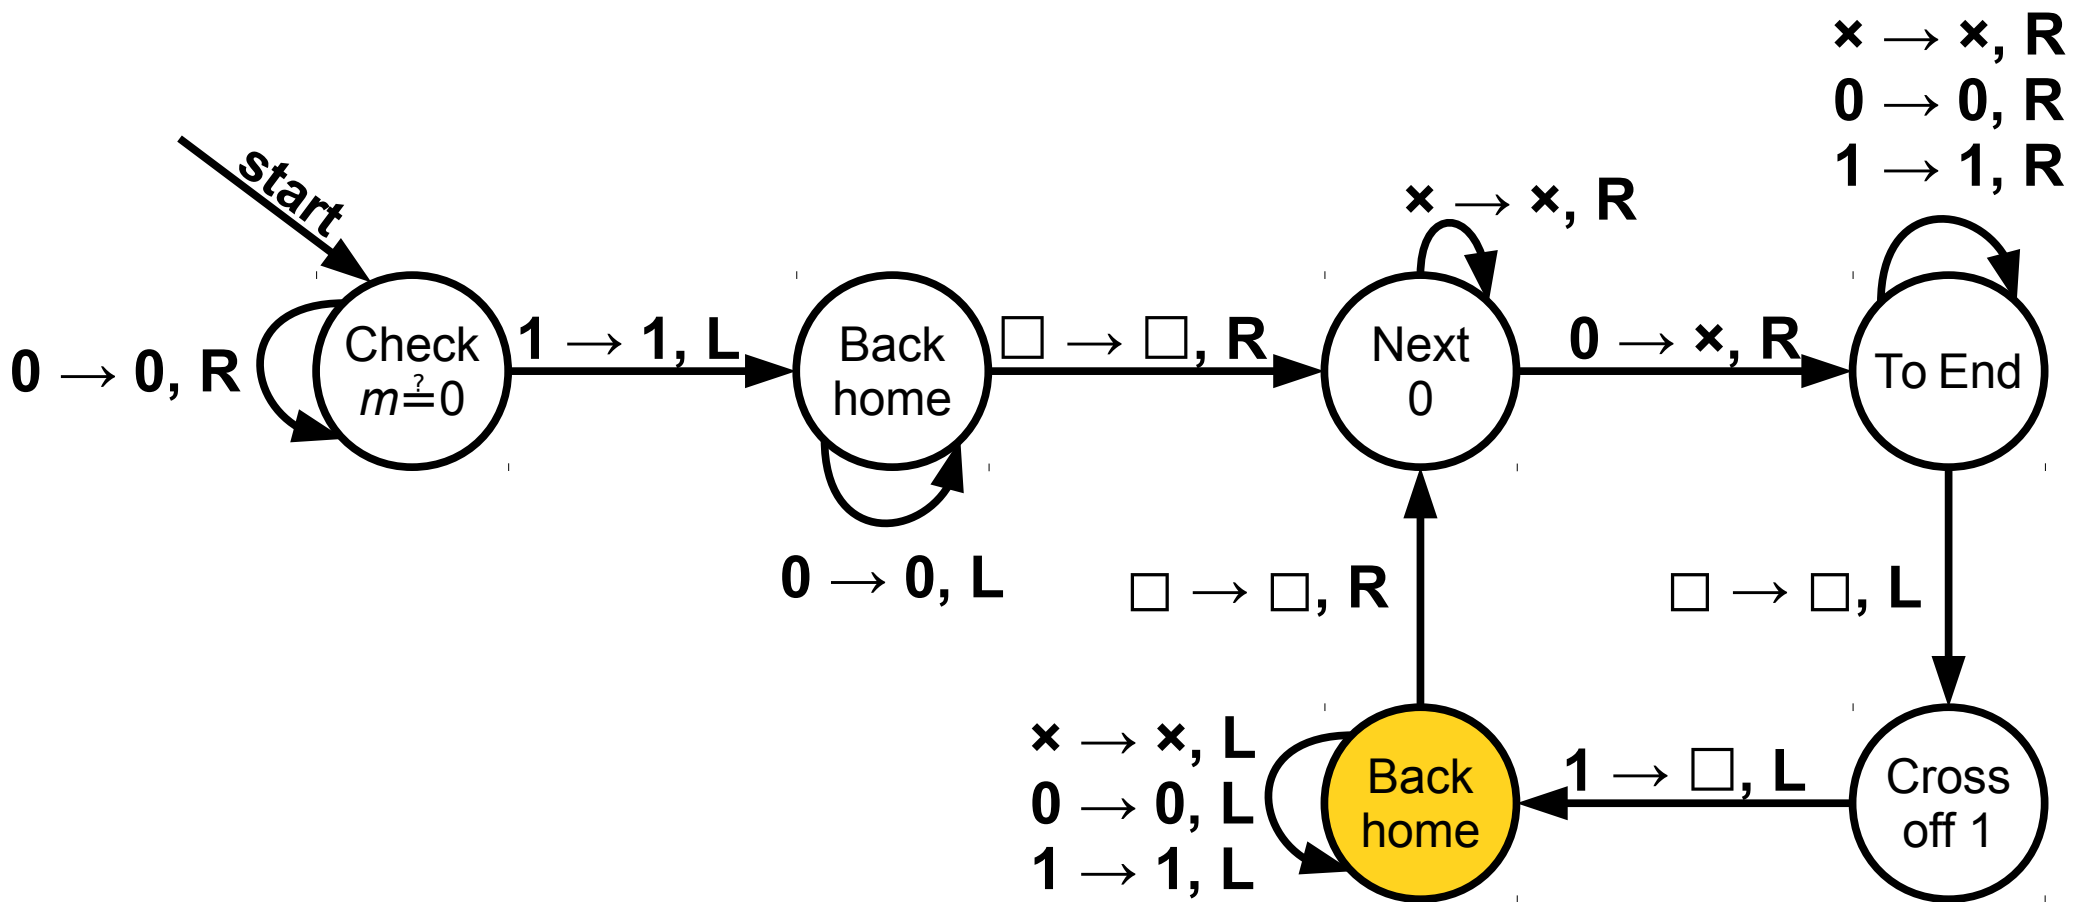 × → ×, R
0 → 0, R
1 → 1, R
start
× → ×, R
0 → 0, R
Check
m≟0
1 → 1, L
Back
home
□ → □, R
Next
0
0 → ×, R
To End
0 → 0, L
□ → □, R
□ → □, L
× → ×, L
0 → 0, L
1 → 1, L
Back
home
1 → □, L
Cross
off 1